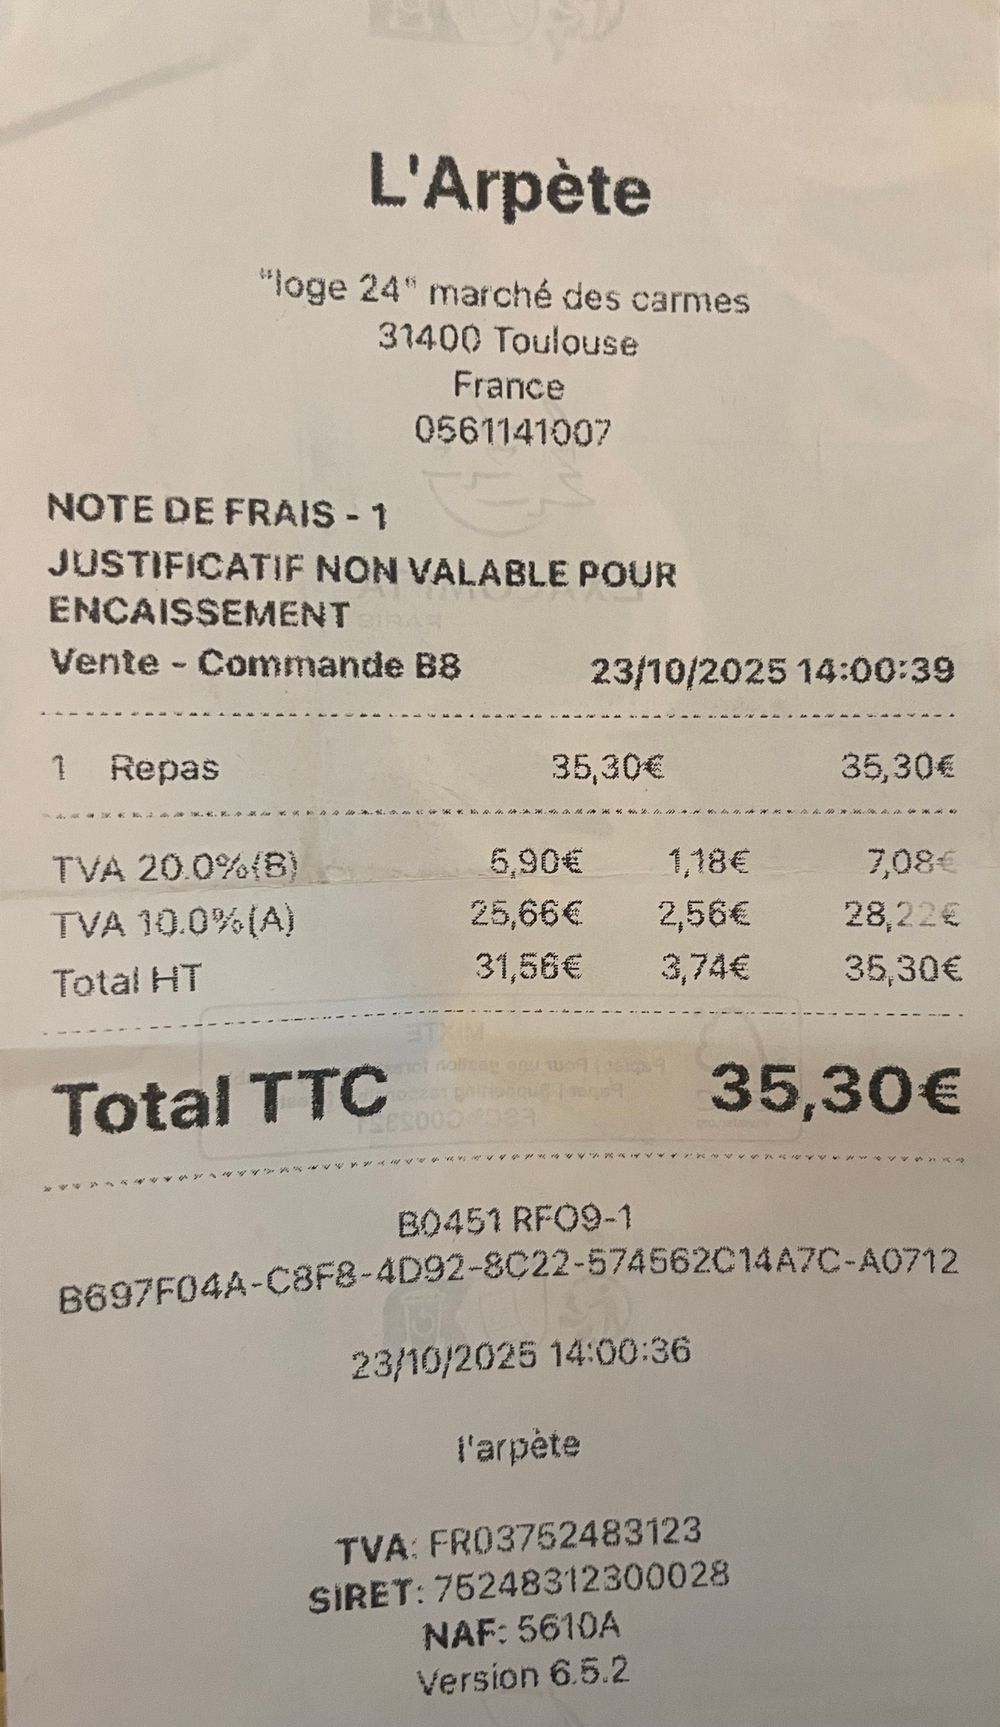 L'Arpète
"loge 24" marché des carmes
31400 Toulouse
France
0561141007
NOTE DE FRAIS - 1
JUSTIFICATIF NON VALABLE POUR
ENCAISSEMENT
Vente - Commande B8 23/10/2025 14:00:39
1 Repas 35,30€ 35,30€
TVA 20.0%(B) 5,90€ 1,18€ 7,08€
TVA 10.0%(A) 25,66€ 2,56€ 28,22€
Total HT 31,56€ 3,74€ 35,30€
Total TTC 35,30€
B0451 RFO9-1
B697F04A-C8F8-4D92-8C22-574562C14A7C-A0712
23/10/2025 14:00:36
l'arpète
TVA: FR03752483123
SIRET: 75248312300028
NAF: 5610A
Version 6.5.2